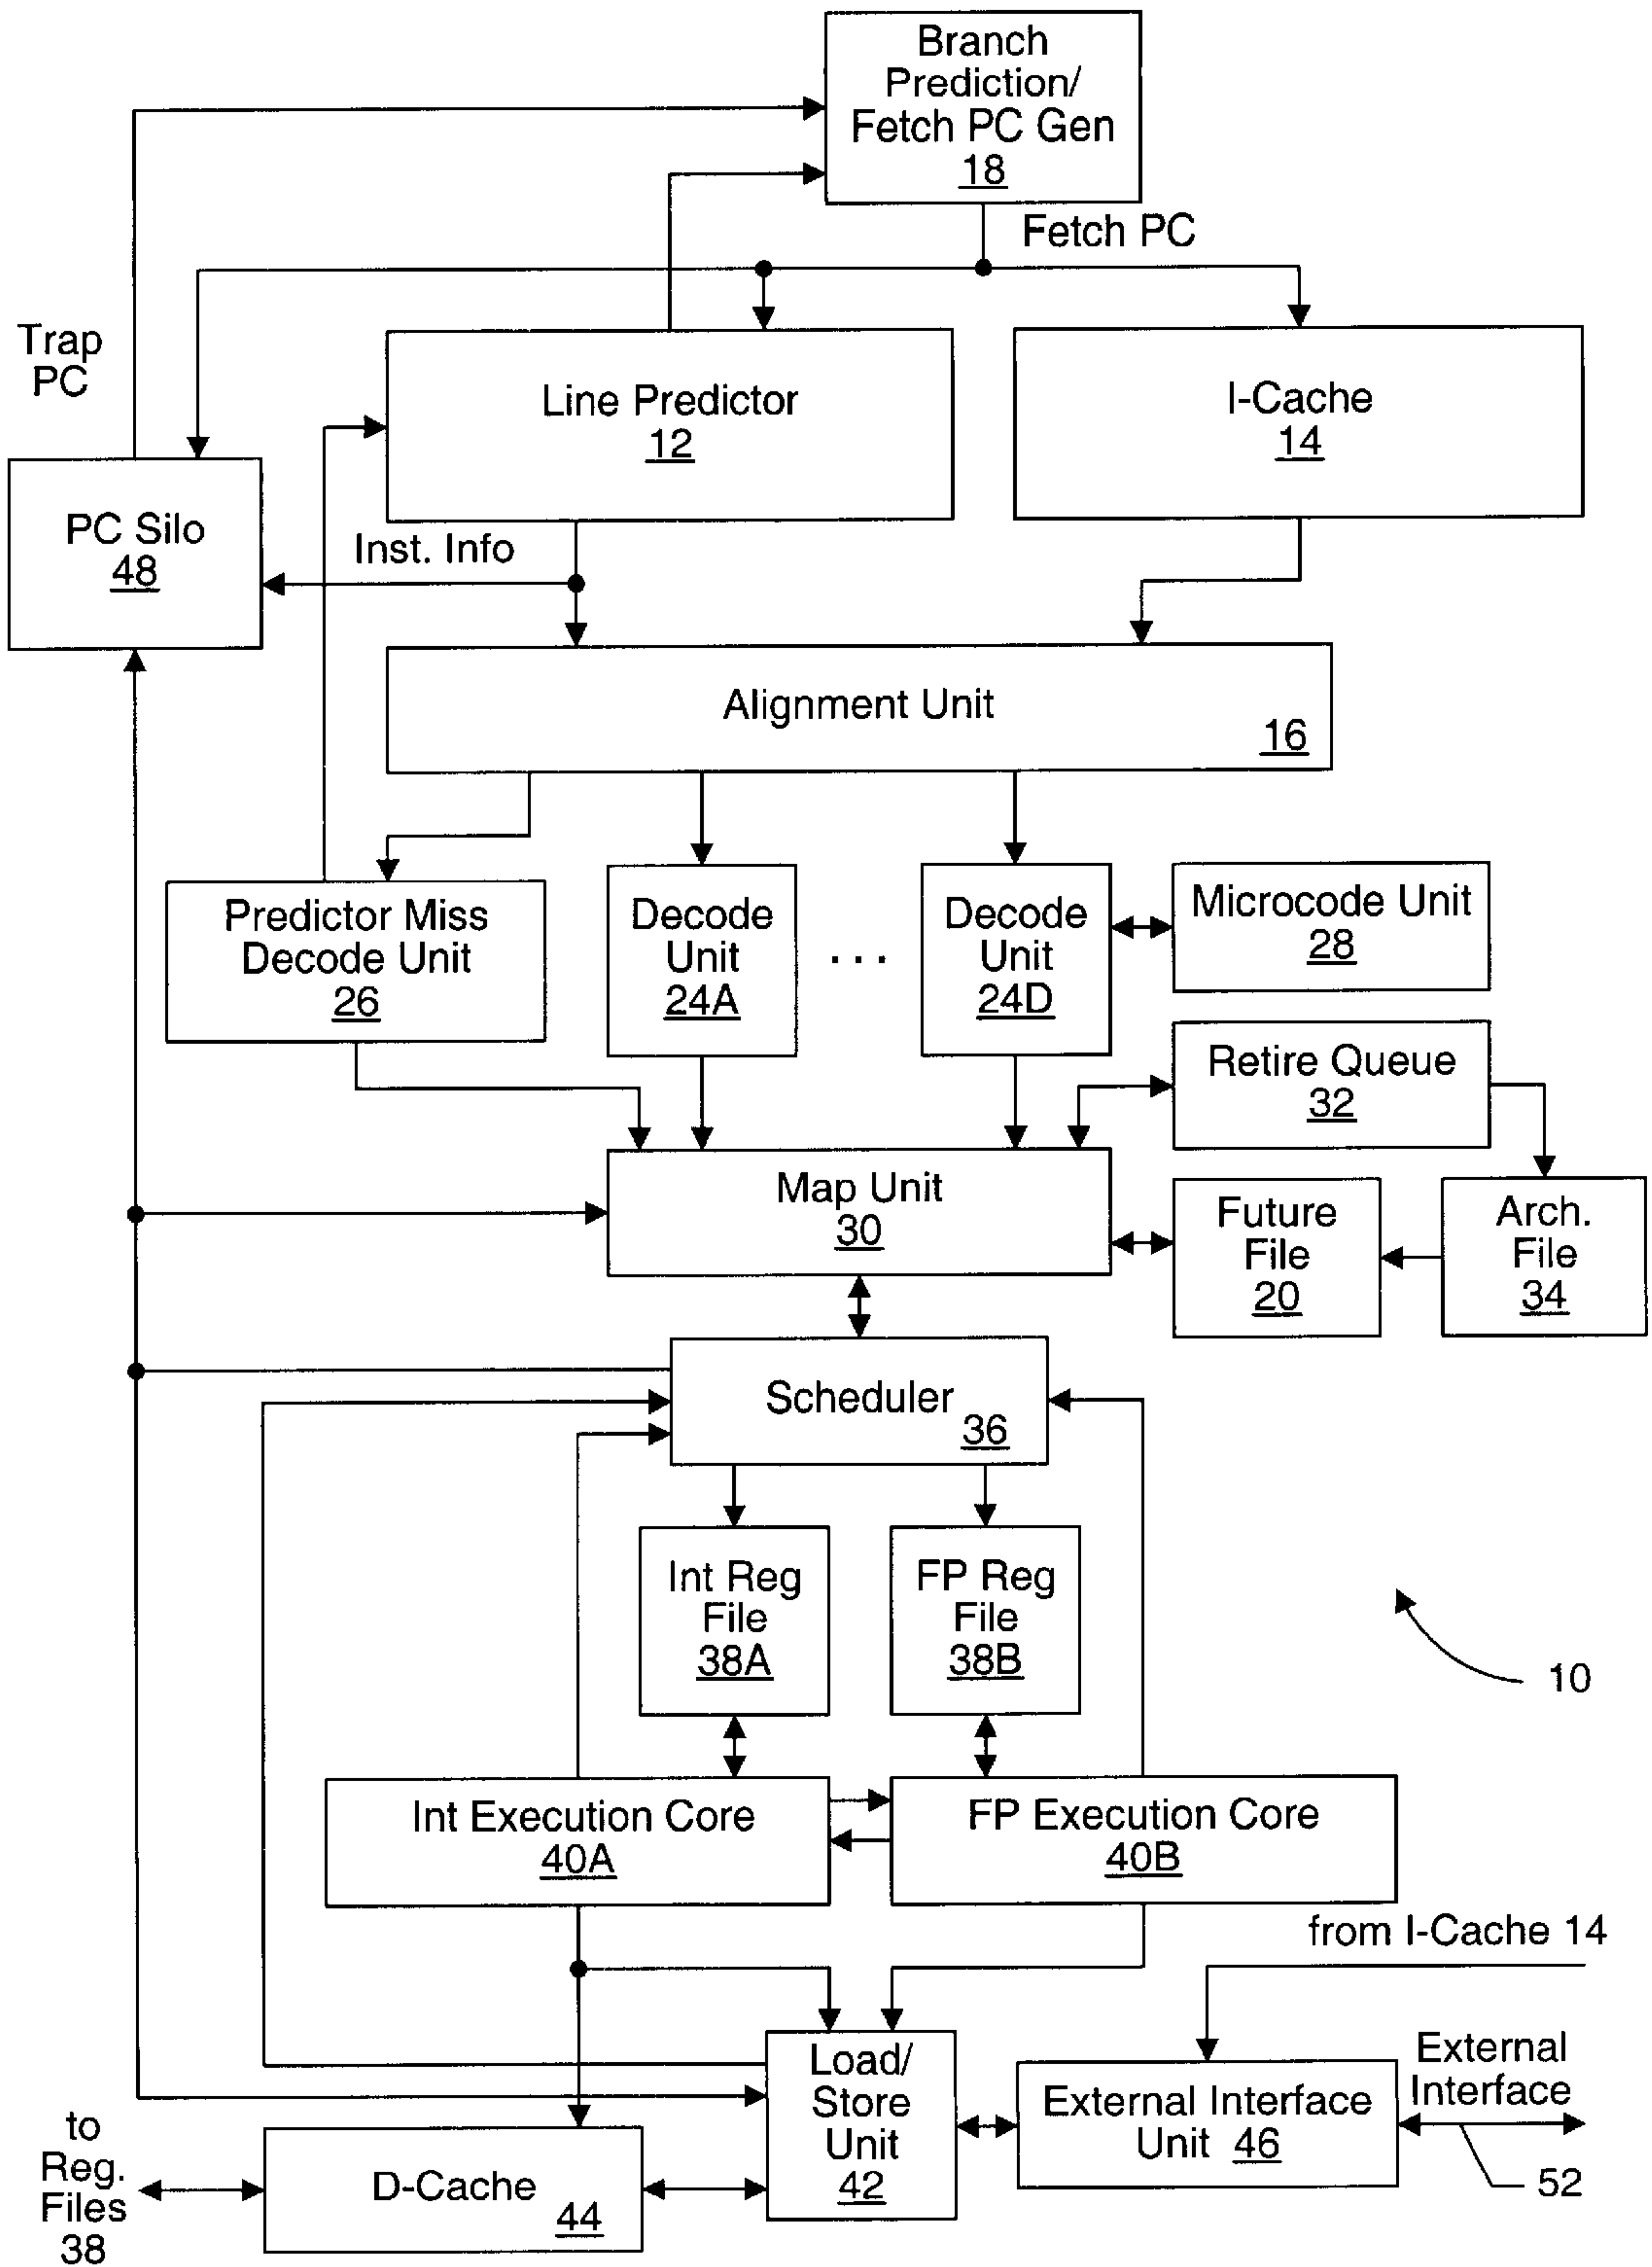 Branch
Prediction/
Fetch PC Gen
18
Fetch PC
Trap
PC
Line Predictor
12
I-Cache
14
PC Silo
48
Inst. Info
Alignment Unit
16
Predictor Miss
Decode Unit
26
Decode
Unit
24A
. . .
Decode
Unit
24D
Microcode Unit
28
Retire Queue
32
Map Unit
30
Future
File
20
Arch.
File
34
Scheduler
36
Int Reg
File
38A
FP Reg
File
38B
10
Int Execution Core
40A
FP Execution Core
40B
from I-Cache 14
Load/
Store
Unit
42
External Interface
Unit 46
External
Interface
52
to
Reg.
Files
38
D-Cache
44